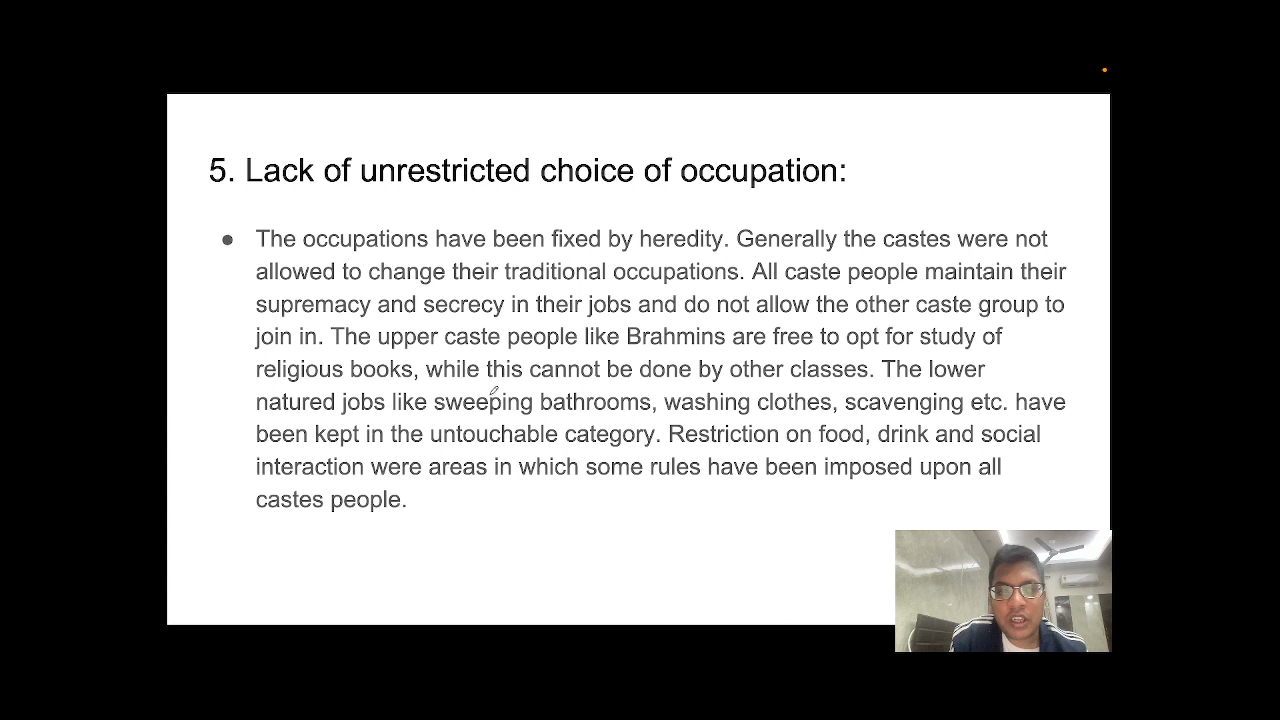 5. Lack of unrestricted choice of occupation:
● The occupations have been fixed by heredity. Generally the castes were not
allowed to change their traditional occupations. All caste people maintain their
supremacy and secrecy in their jobs and do not allow the other caste group to
join in. The upper caste people like Brahmins are free to opt for study of
religious books, while this cannot be done by other classes. The lower
natured jobs like sweeping bathrooms, washing clothes, scavenging etc. have
been kept in the untouchable category. Restriction on food, drink and social
interaction were areas in which some rules have been imposed upon all
castes people.